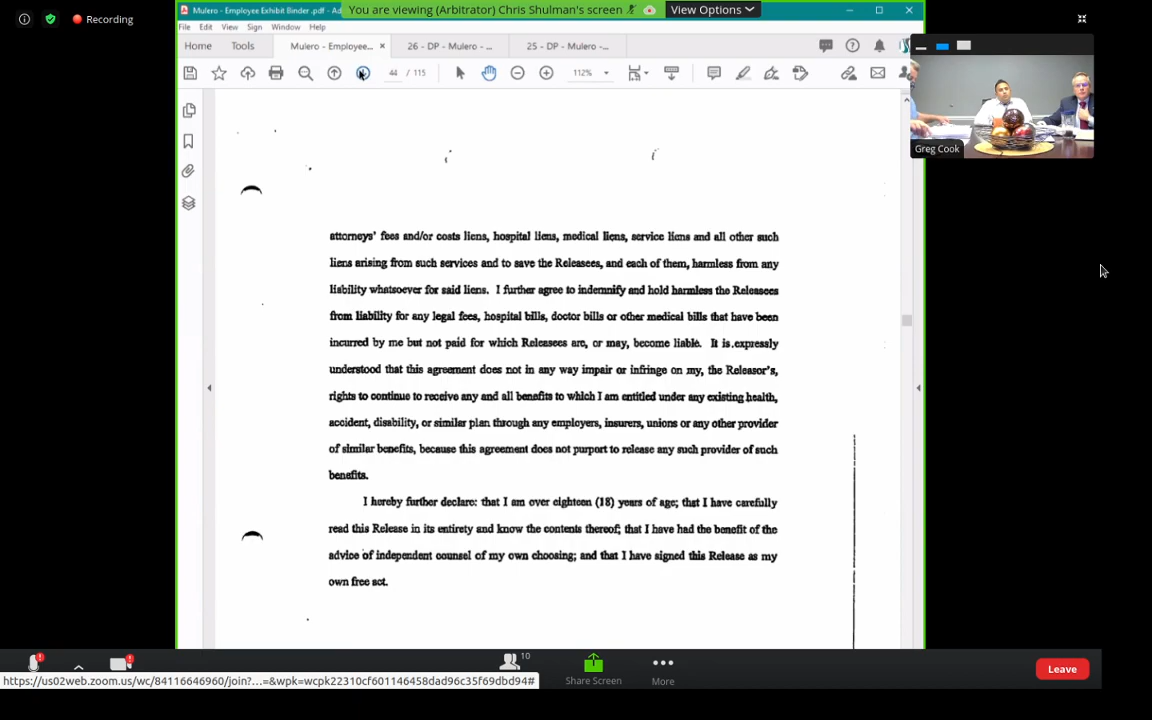 Recording
Mulero - Employee Exhibit Binder.pdf - Ad
You are viewing (Arbitrator) Chris Shulman's screen
View Options
File Edit View Sign Window Help
Home Tools Mulero - Employee... × 26 - DP - Mulero - ... 25 - DP - Mulero -...
44 / 115 112%
Greg Cook
attorneys' fees and/or costs liens, hospital liens, medical liens, service liens and all other such
liens arising from such services and to save the Releasees, and each of them, harmless from any
liability whatsoever for said liens. I further agree to indemnify and hold harmless the Releasees
from liability for any legal fees, hospital bills, doctor bills or other medical bills that have been
incurred by me but not paid for which Releasees are, or may, become liable. It is expressly
understood that this agreement does not in any way impair or infringe on my, the Releasor's,
rights to continue to receive any and all benefits to which I am entitled under any existing health,
accident, disability, or similar plan through any employers, insurers, unions or any other provider
of similar benefits, because this agreement does not purport to release any such provider of such
benefits.
I hereby further declare: that I am over eighteen (18) years of age; that I have carefully
read this Release in its entirety and know the contents thereof; that I have had the benefit of the
advice of independent counsel of my own choosing; and that I have signed this Release as my
own free act.
10
Share Screen
More
Leave
https://us02web.zoom.us/wc/84116646960/join?...=&wpk=wcpk22310cf601146458dad96c35f69dbd94#